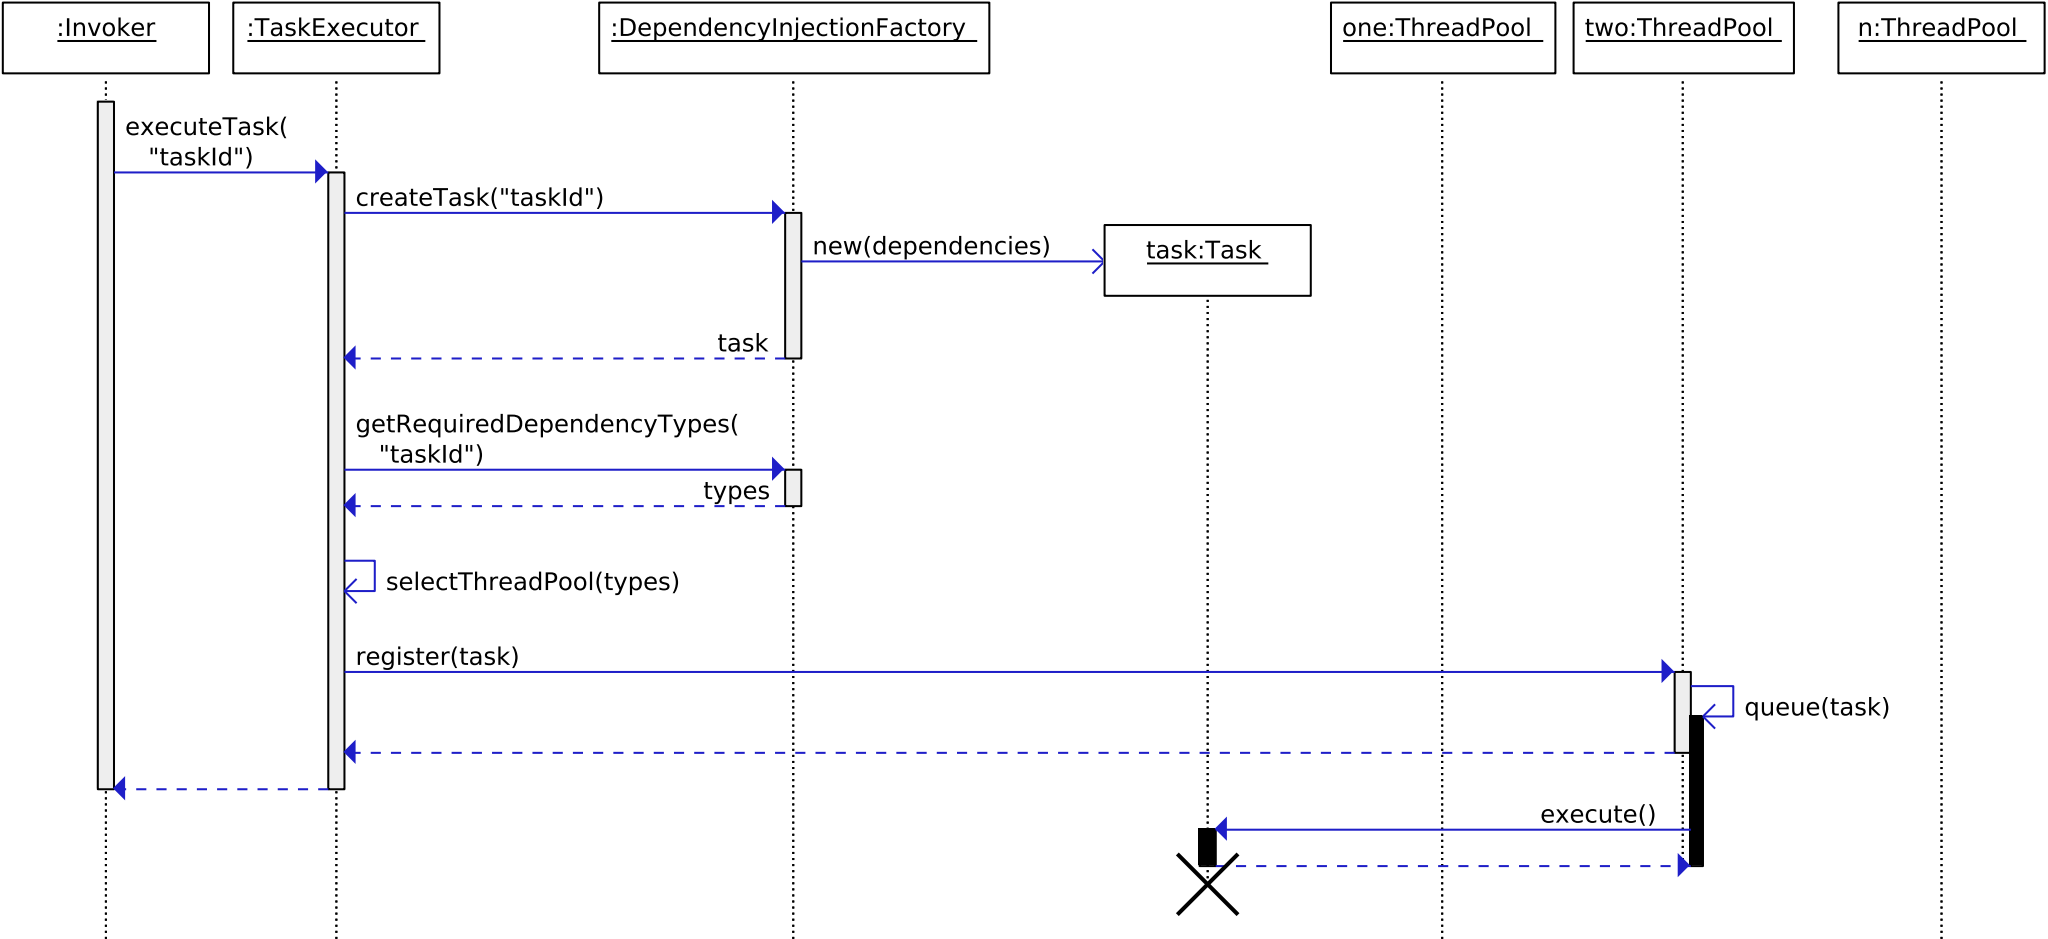 :Invoker
:TaskExecutor
:DependencyInjectionFactory
one:ThreadPool
two:ThreadPool
n:ThreadPool
executeTask(
"taskId")
createTask("taskId")
new(dependencies)
task:Task
task
getRequiredDependencyTypes(
"taskId")
types
selectThreadPool(types)
register(task)
queue(task)
execute()